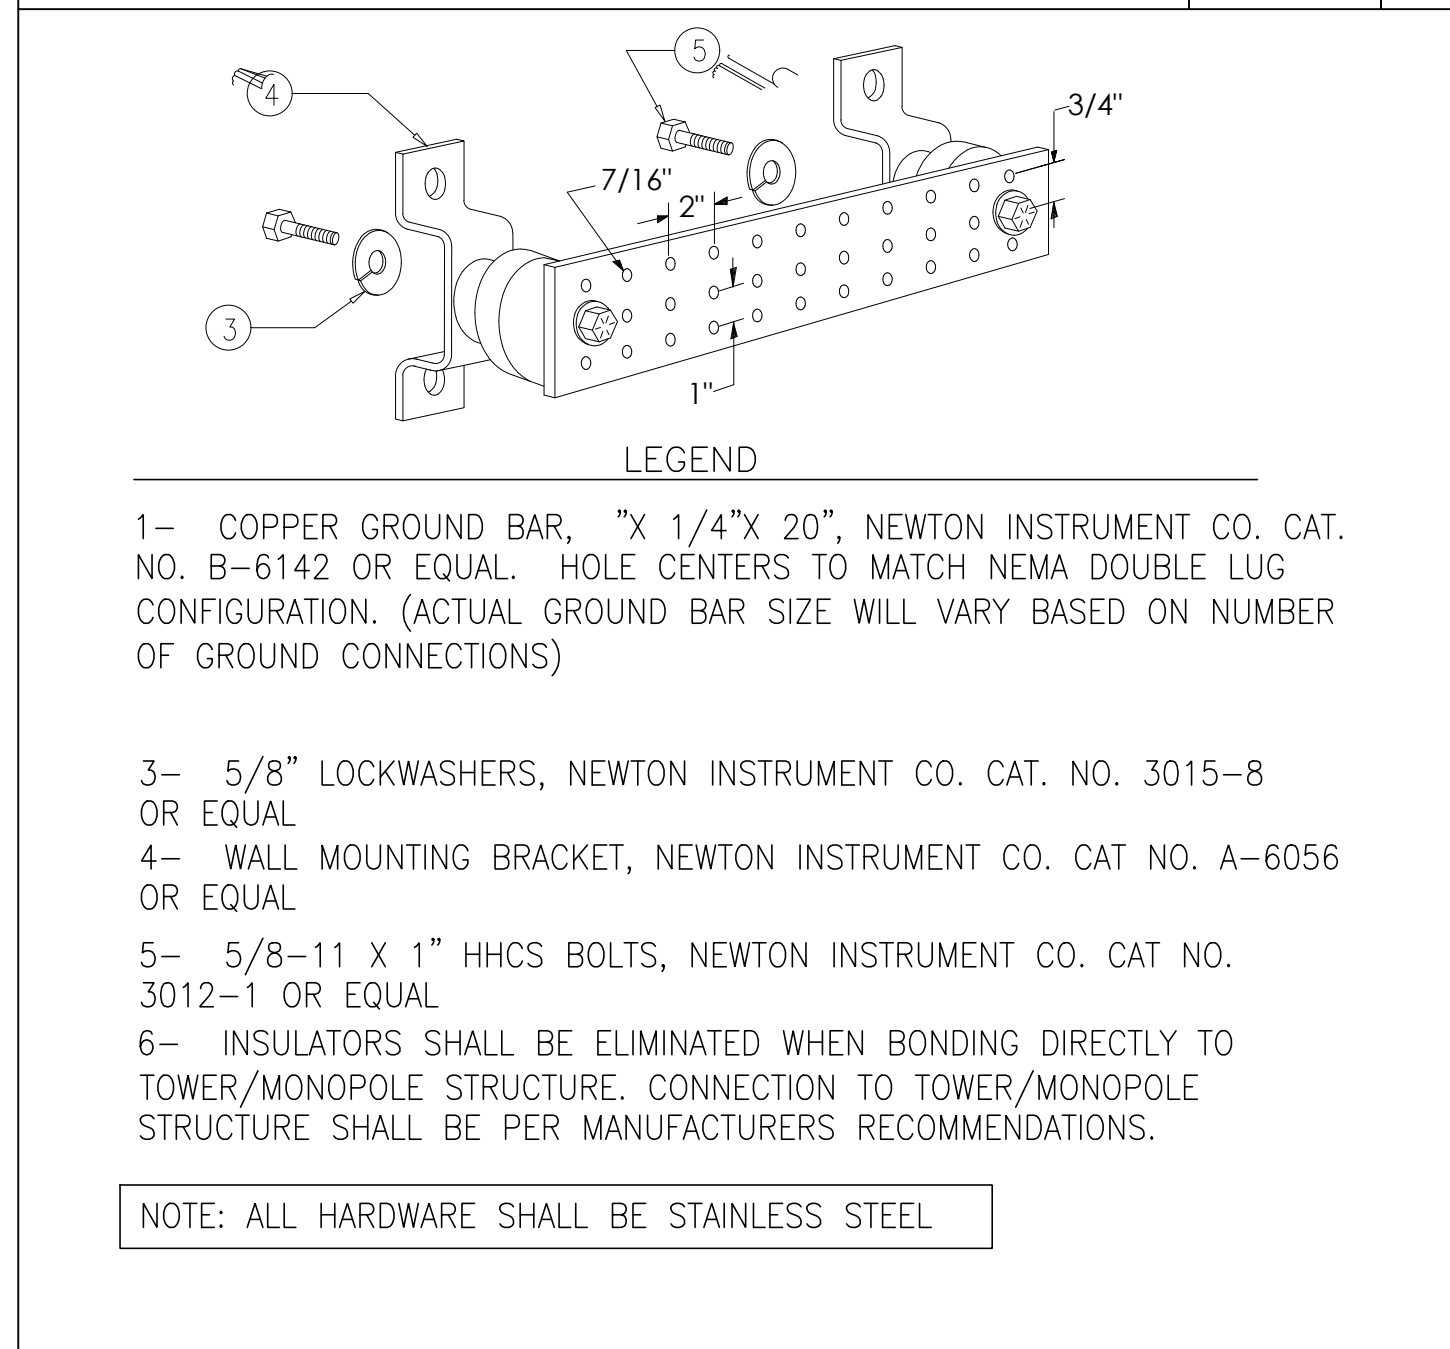 5
4
3/4"
7/16"
2"
3
1"
LEGEND
1- COPPER GROUND BAR, "X 1/4"X 20", NEWTON INSTRUMENT CO. CAT.
NO. B-6142 OR EQUAL. HOLE CENTERS TO MATCH NEMA DOUBLE LUG
CONFIGURATION. (ACTUAL GROUND BAR SIZE WILL VARY BASED ON NUMBER
OF GROUND CONNECTIONS)
3- 5/8" LOCKWASHERS, NEWTON INSTRUMENT CO. CAT. NO. 3015-8
OR EQUAL
4- WALL MOUNTING BRACKET, NEWTON INSTRUMENT CO. CAT NO. A-6056
OR EQUAL
5- 5/8-11 X 1" HHCS BOLTS, NEWTON INSTRUMENT CO. CAT NO.
3012-1 OR EQUAL
6- INSULATORS SHALL BE ELIMINATED WHEN BONDING DIRECTLY TO
TOWER/MONOPOLE STRUCTURE. CONNECTION TO TOWER/MONOPOLE
STRUCTURE SHALL BE PER MANUFACTURERS RECOMMENDATIONS.
NOTE: ALL HARDWARE SHALL BE STAINLESS STEEL